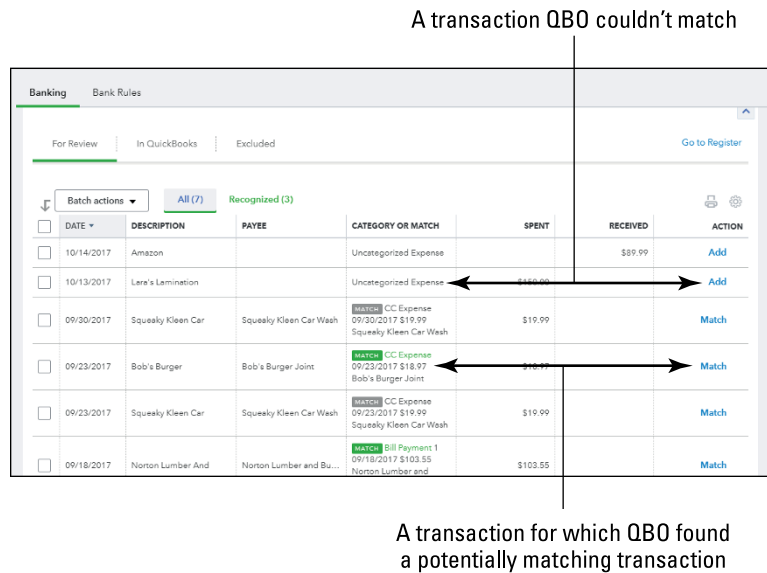 A transaction QBO couldn't match
Banking Bank Rules
For Review In QuickBooks Excluded Go to Register
Batch actions All (7) Recognized (3)
DATE DESCRIPTION PAYEE CATEGORY OR MATCH SPENT RECEIVED ACTION
10/14/2017 Amazon Uncategorized Expense $89.99 Add
10/13/2017 Lara's Lamination Uncategorized Expense Add
MATCH CC Expense
09/30/2017 Squeaky Kleen Car Squeaky Kleen Car Wash 09/30/2017 $19.99 $19.99 Match
Squeaky Kleen Car Wash
MATCH CC Expense
09/23/2017 Bob's Burger Bob's Burger Joint 09/23/2017 $18.97 Match
Bob's Burger Joint
MATCH CC Expense
09/23/2017 Squeaky Kleen Car Squeaky Kleen Car Wash 09/23/2017 $19.99 $19.99 Match
Squeaky Kleen Car Wash
MATCH Bill Payment 1
09/18/2017 Norton Lumber And Norton Lumber and Bu... 09/18/2017 $103.55 $103.55 Match
Norton Lumber and
A transaction for which QBO found
a potentially matching transaction